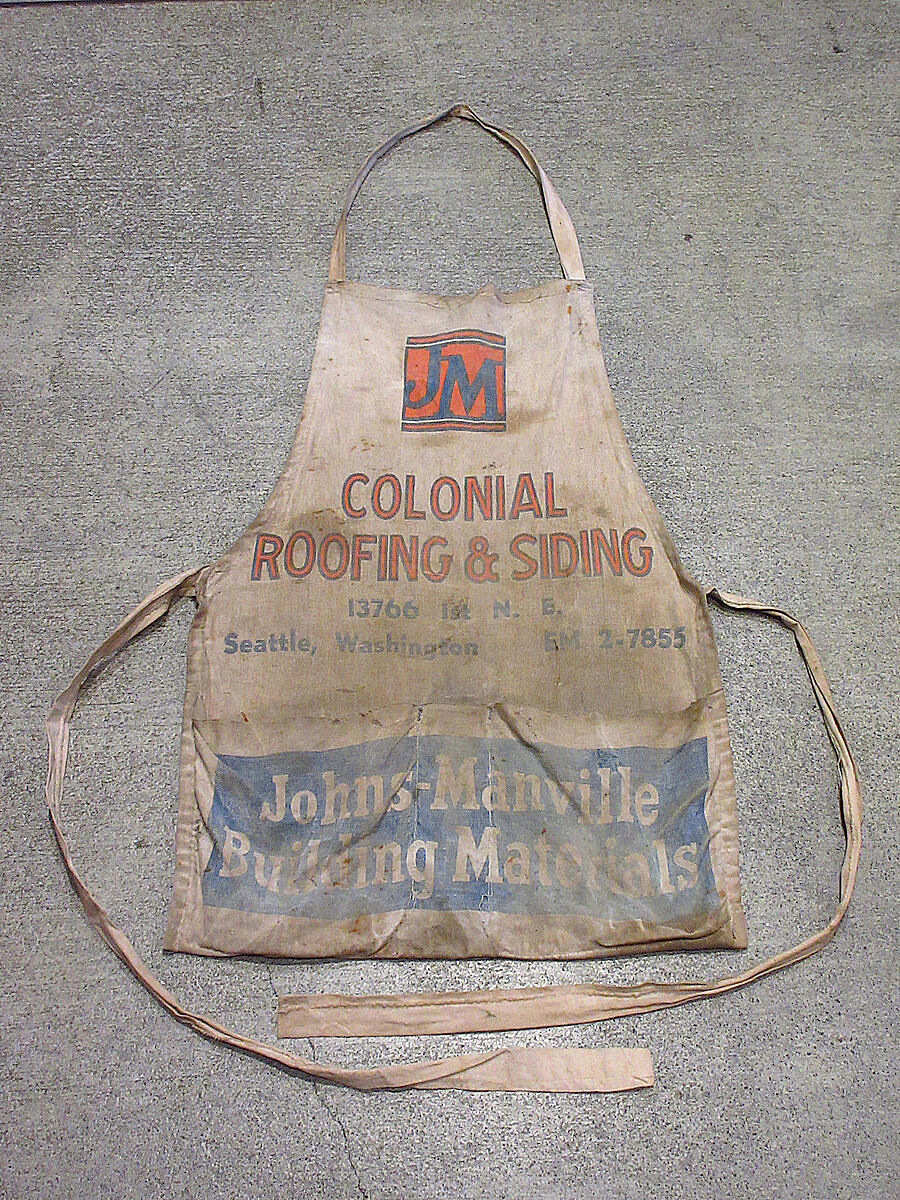 JM
COLONIAL
ROOFING & SIDING
13766 1st N. E.
Seattle, Washington EM 2-7855
Johns-Manville
Building Materials